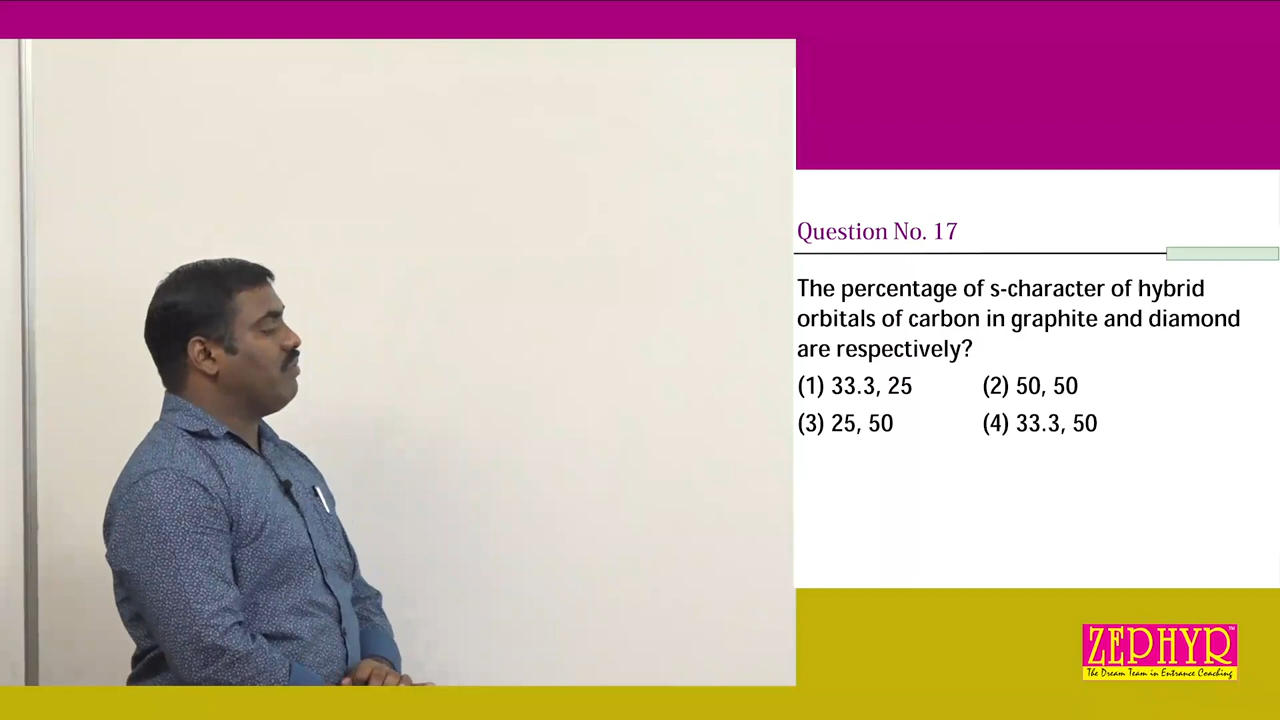 Question No. 17
The percentage of s-character of hybrid
orbitals of carbon in graphite and diamond
are respectively?
(1) 33.3, 25 (2) 50, 50
(3) 25, 50 (4) 33.3, 50
ZEPHYR™
The Dream Team in Entrance Coaching